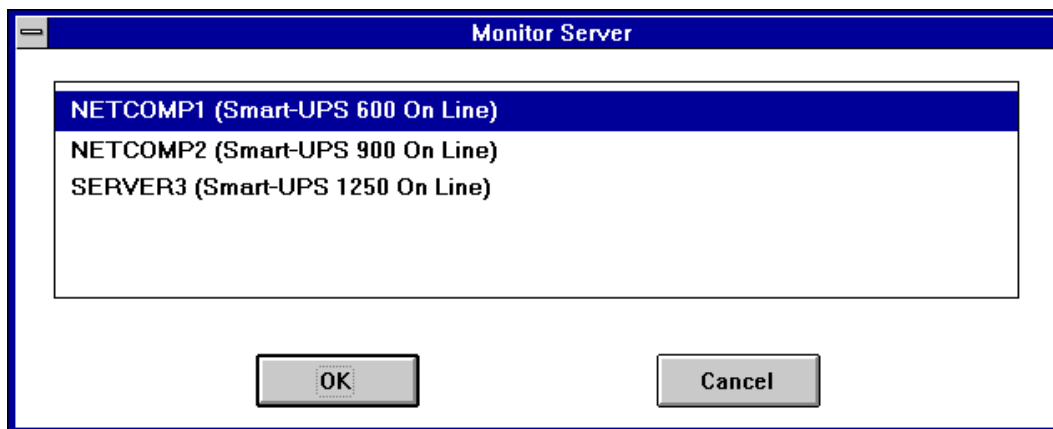 Monitor Server
NETCOMP1 (Smart-UPS 600 On Line)
NETCOMP2 (Smart-UPS 900 On Line)
SERVER3 (Smart-UPS 1250 On Line)
OK
Cancel